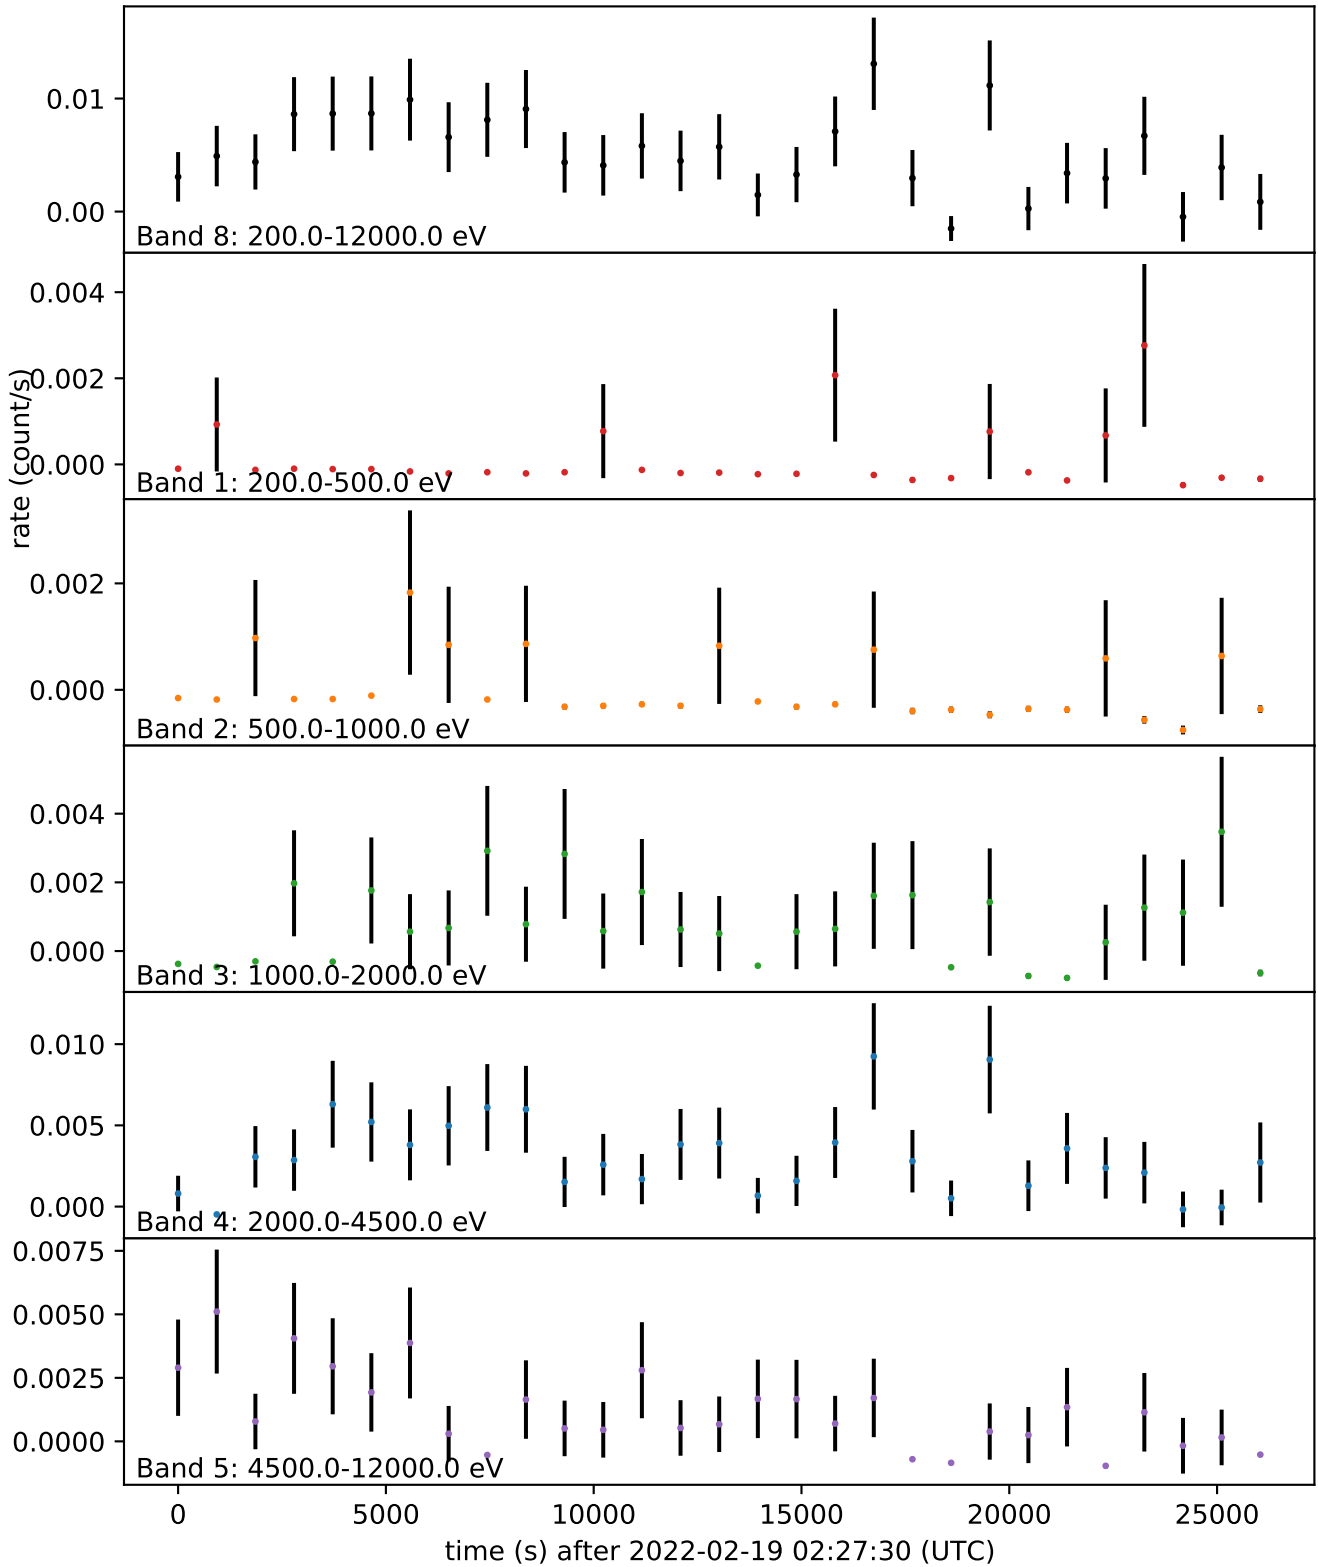 0.01
0.00
Band 8: 200.0-12000.0 eV
0.004
0.002
0.000
Band 1: 200.0-500.0 eV
rate (count/s)
0.002
0.000
Band 2: 500.0-1000.0 eV
0.004
0.002
0.000
Band 3: 1000.0-2000.0 eV
0.010
0.005
0.000
Band 4: 2000.0-4500.0 eV
0.0075
0.0050
0.0025
0.0000
Band 5: 4500.0-12000.0 eV
0 5000 10000 15000 20000 25000
time (s) after 2022-02-19 02:27:30 (UTC)